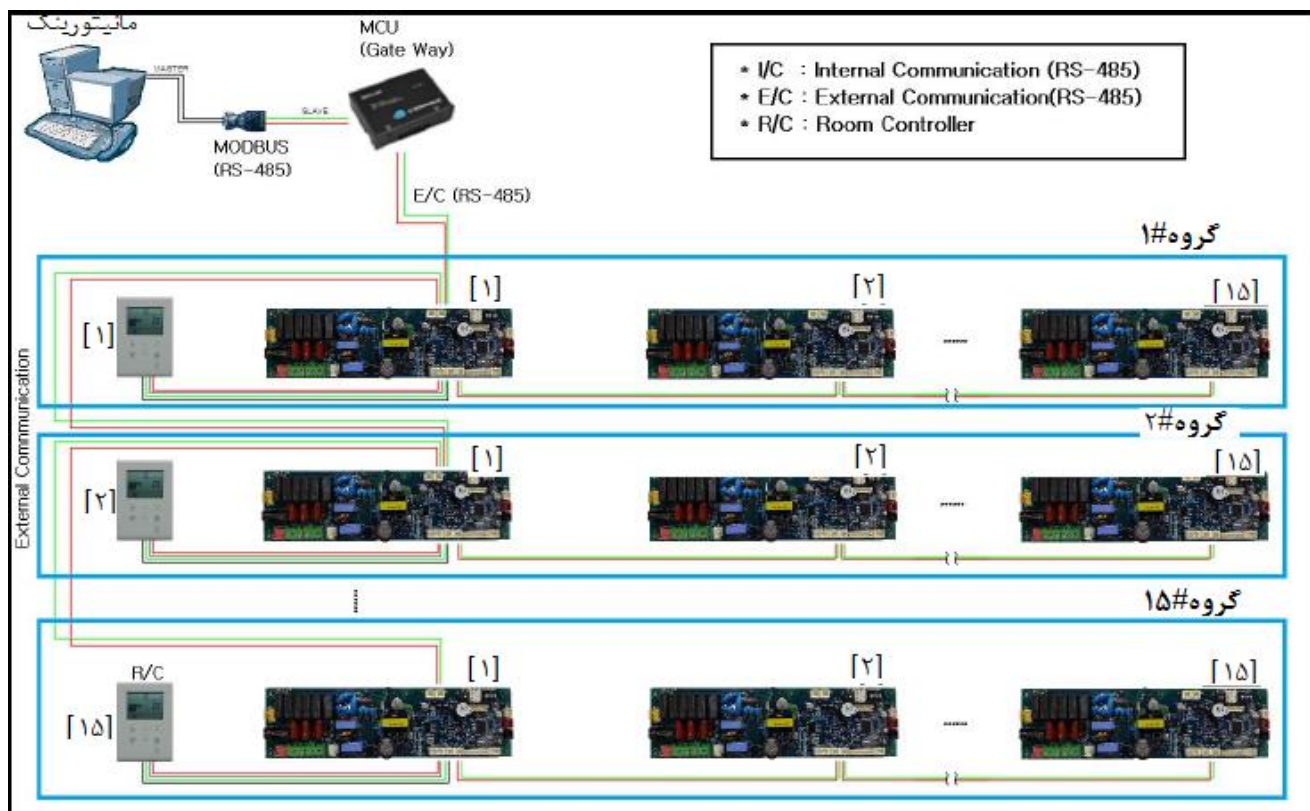 مانیتورینگ
MCU
(Gate Way)
MASTER
SLAVE
MODBUS
(RS-485)
E/C (RS-485)
* I/C : Internal Communication (RS-485)
* E/C : External Communication(RS-485)
* R/C : Room Controller
گروه#۱
[۱]
[۱]
[۲]
[۱۵]
External Commmunication
گروه#۲
[۲]
[۱]
[۲]
[۱۵]
گروه#۱۵
R/C
[۱۵]
[۱]
[۲]
[۱۵]